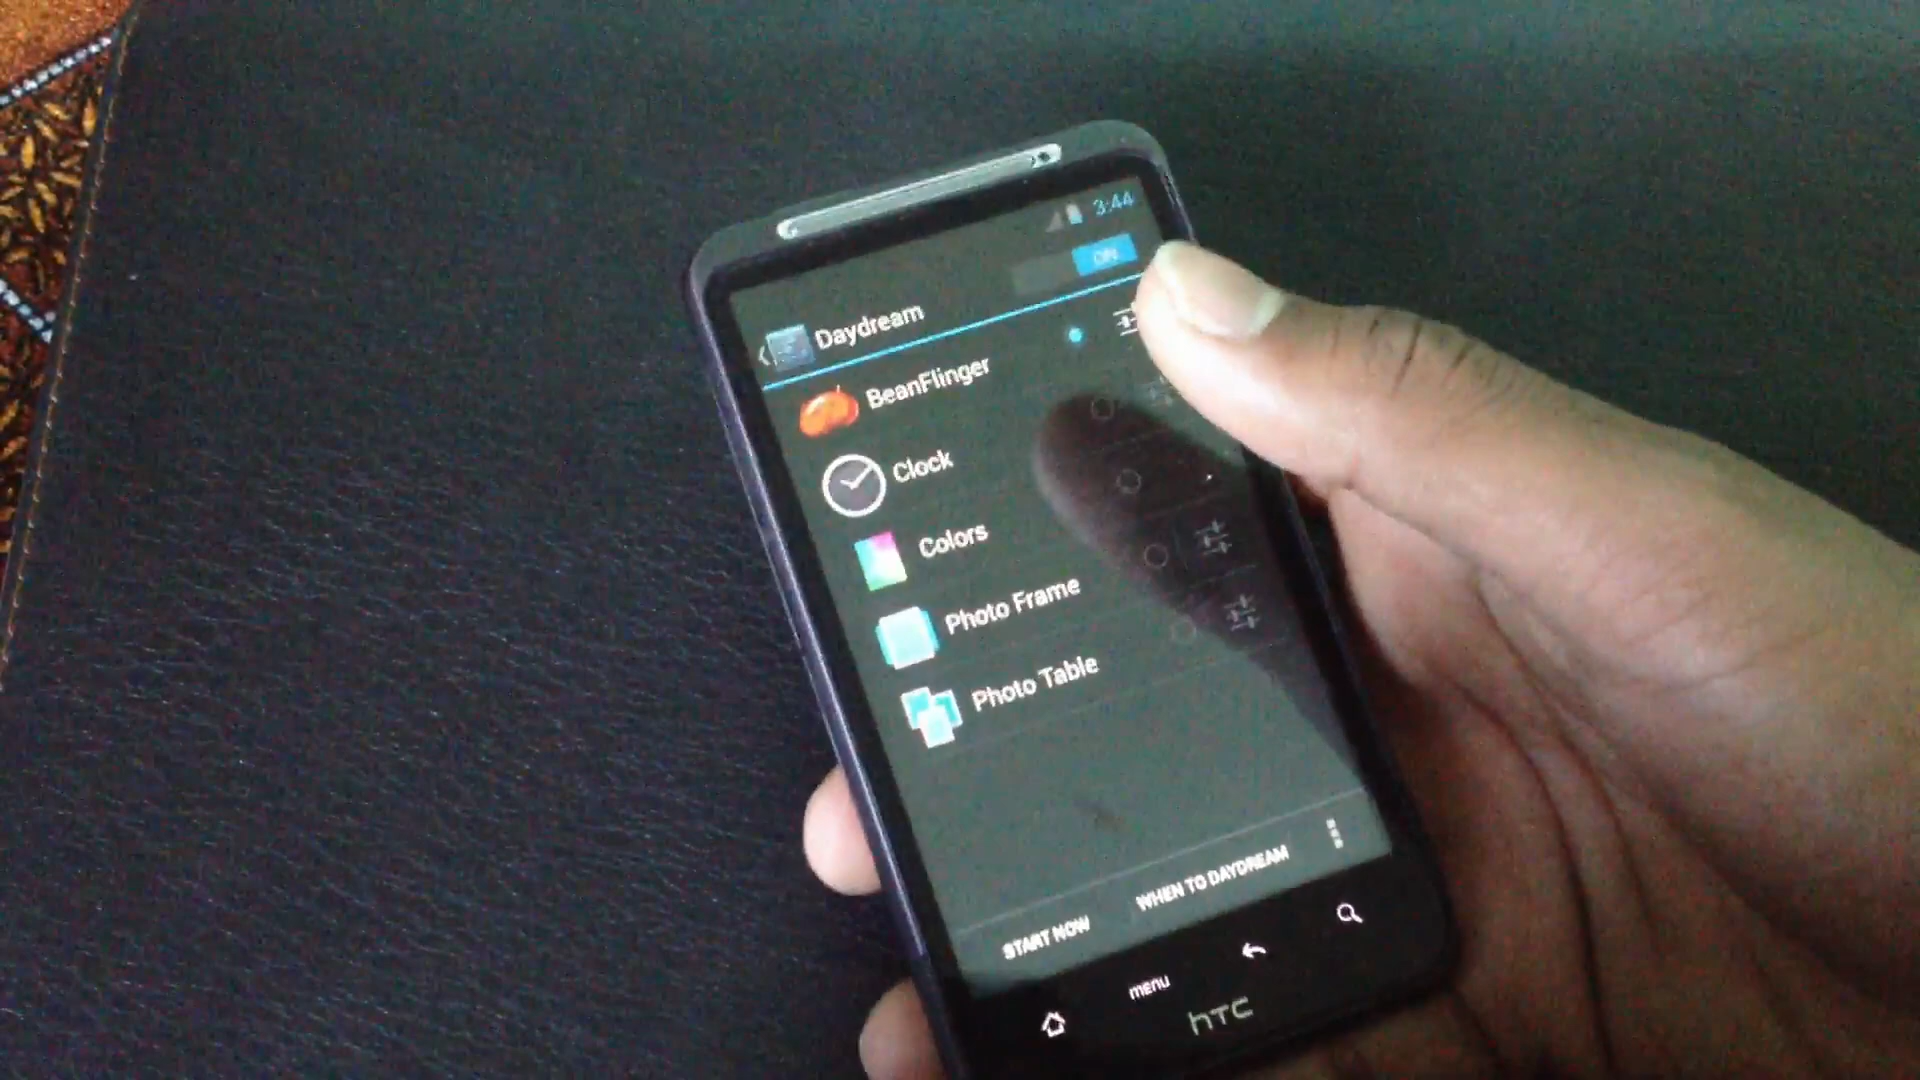 3:44
ON
Daydream
BeanFlinger
Clock
Colors
Photo Frame
Photo Table
START NOW
WHEN TO DAYDREAM
menu
hTC